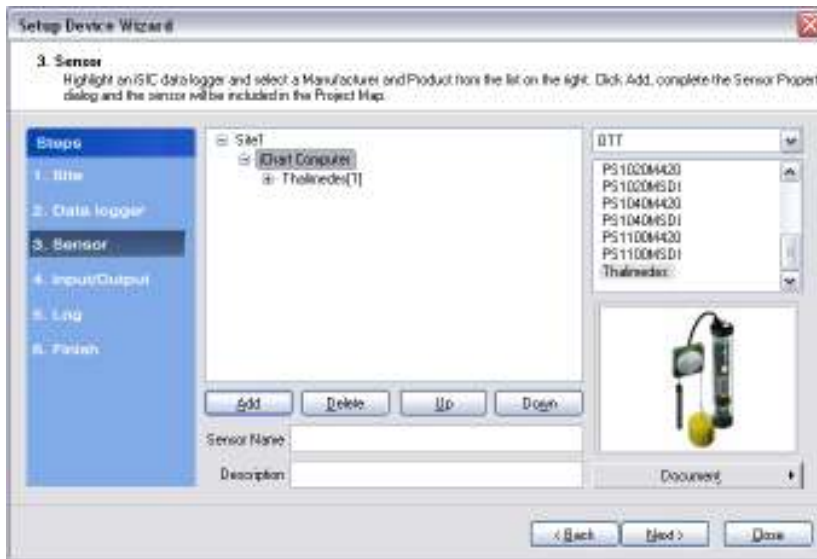 Setup Device Wizard
3. Sensor
Highlight an iSIC data logger and select a Manufacturer and Product from the list on the right. Click Add, complete the Sensor Propert
dialog and the sensor will be included in the Project Map.
Steps
1. Site
2. Data logger
3. Sensor
4. Input/Output
5. Log
6. Finish
Site1
iChart Computer
Thalimedes[1]
OTT
PS1020M420
PS1020MSDI
PS1040M420
PS1040MSDI
PS1100M420
PS1100MSDI
Thalimedes
Add
Delete
Up
Down
Sensor Name
Description
Document
< Back
Next >
Close